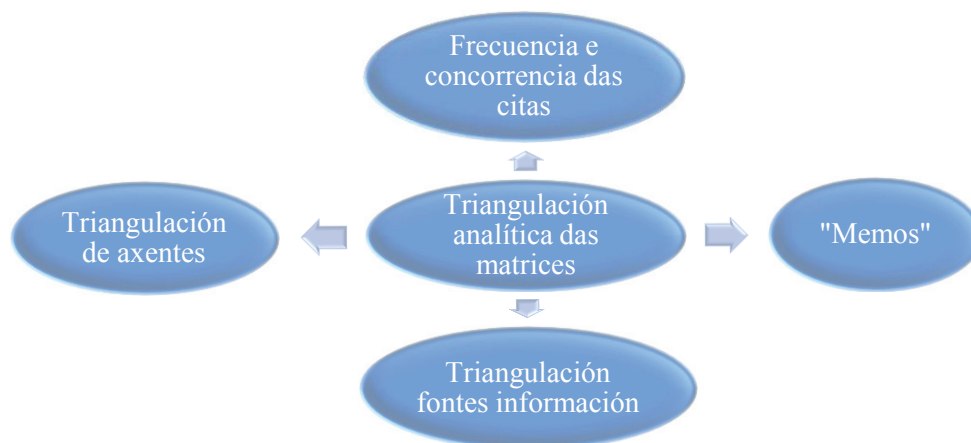 Frecuencia e
concorrencia das
citas
Triangulación
de axentes
Triangulación
analítica das
matrices
"Memos"
Triangulación
fontes información